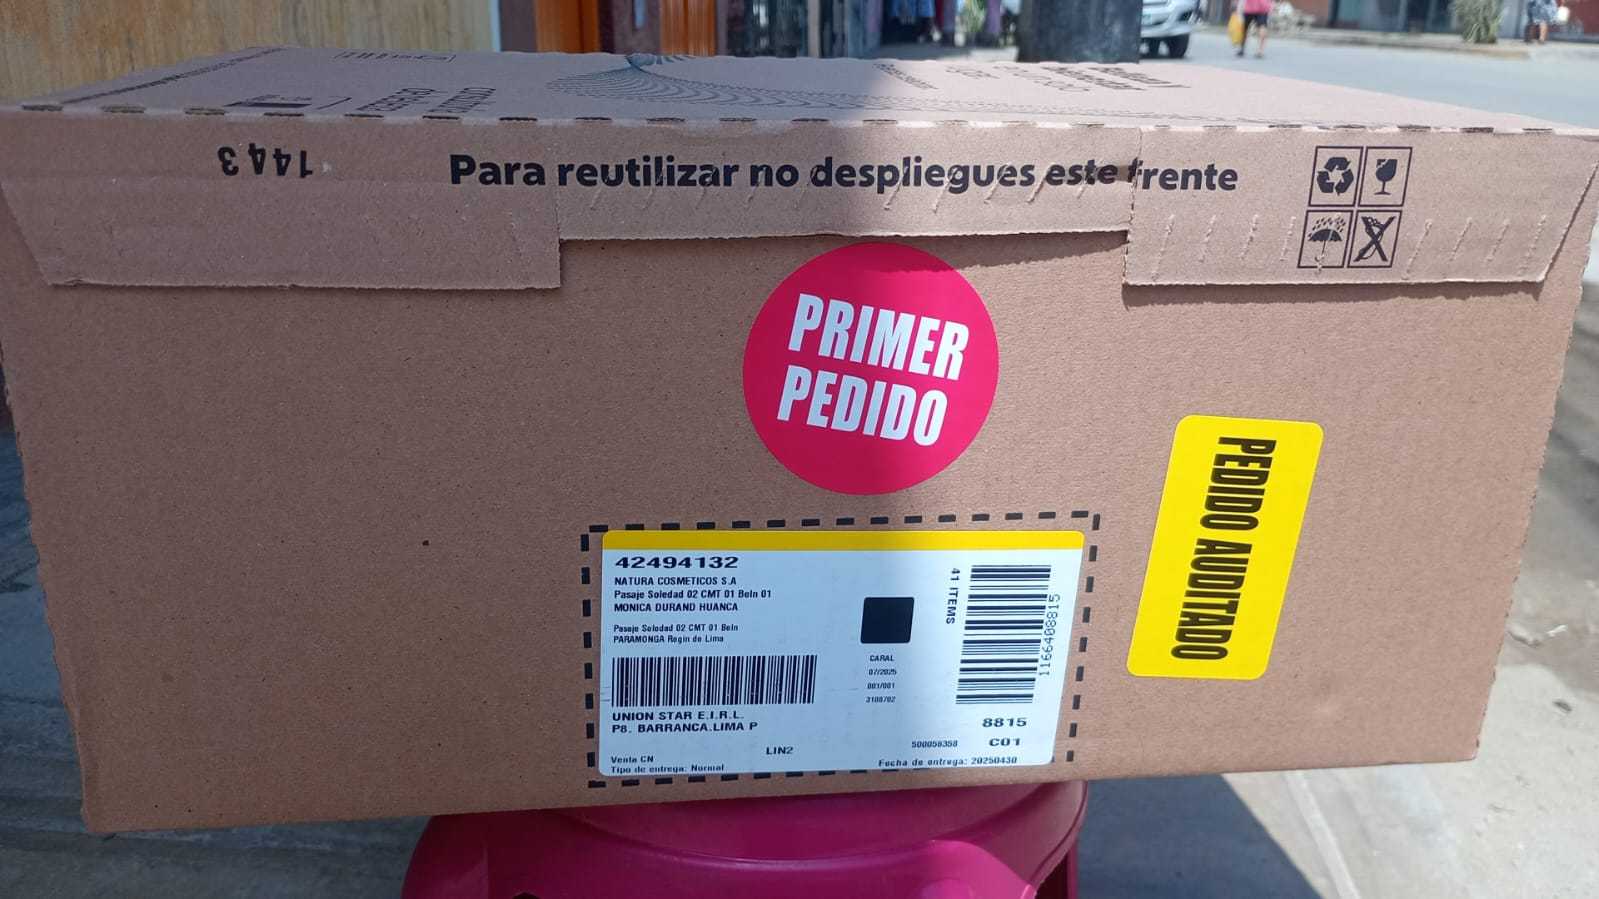 1443
Para reutilizar no despliegues este frente
PRIMER
PEDIDO
PEDIDO AUDITADO
42494132
NATURA COSMETICOS S.A
Pasaje Soledad 02 CMT 01 Beln 01
MONICA DURAND HUANCA
Pasaje Soledad 02 CMT 01 Beln
PARAMONGA Regin de Lima
UNION STAR E.I.R.L.
P8. BARRANCA.LIMA P
LIN2
Venta CN
Tipo de entrega: Normal
CARAL
07/2025
001/001
3108702
41 ITEMS
1166408815
8815
500058358
C01
Fecha de entrega: 20250430